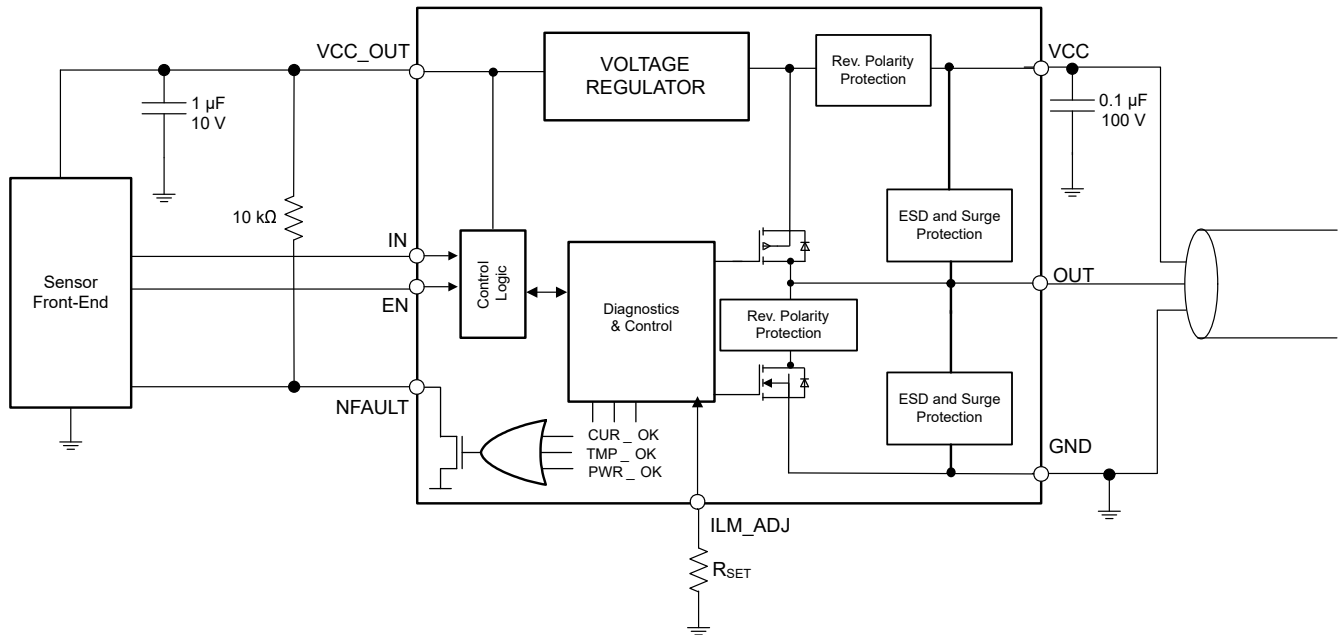 VCC_OUT
VOLTAGE
REGULATOR
Rev. Polarity
Protection
VCC
1 µF
10 V
0.1 µF
100 V
10 kΩ
ESD and Surge
Protection
IN
EN
Control
Logic
Sensor
Front-End
Diagnostics
& Control
OUT
Rev. Polarity
Protection
ESD and Surge
Protection
NFAULT
CUR _ OK
TMP _ OK
PWR _ OK
GND
ILM_ADJ
RSET